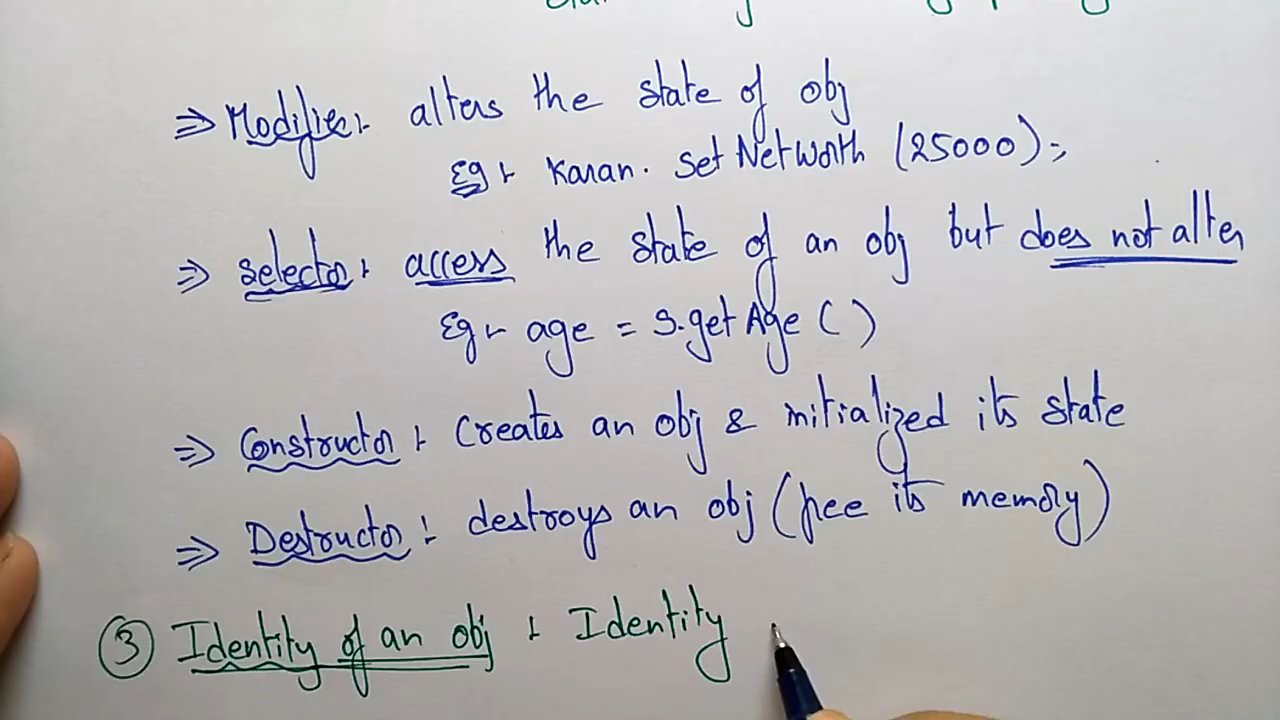 ⇒ Modifier: alters the state of obj
Eg: Karan. Set NetWorth (25000);
⇒ Selector: access the state of an obj but does not alter
Eg: age = S.getAge ( )
⇒ Constructor: Creates an obj & initialized its state
⇒ Destructor: destroys an obj (free its memory)
③ Identity of an obj : Identity